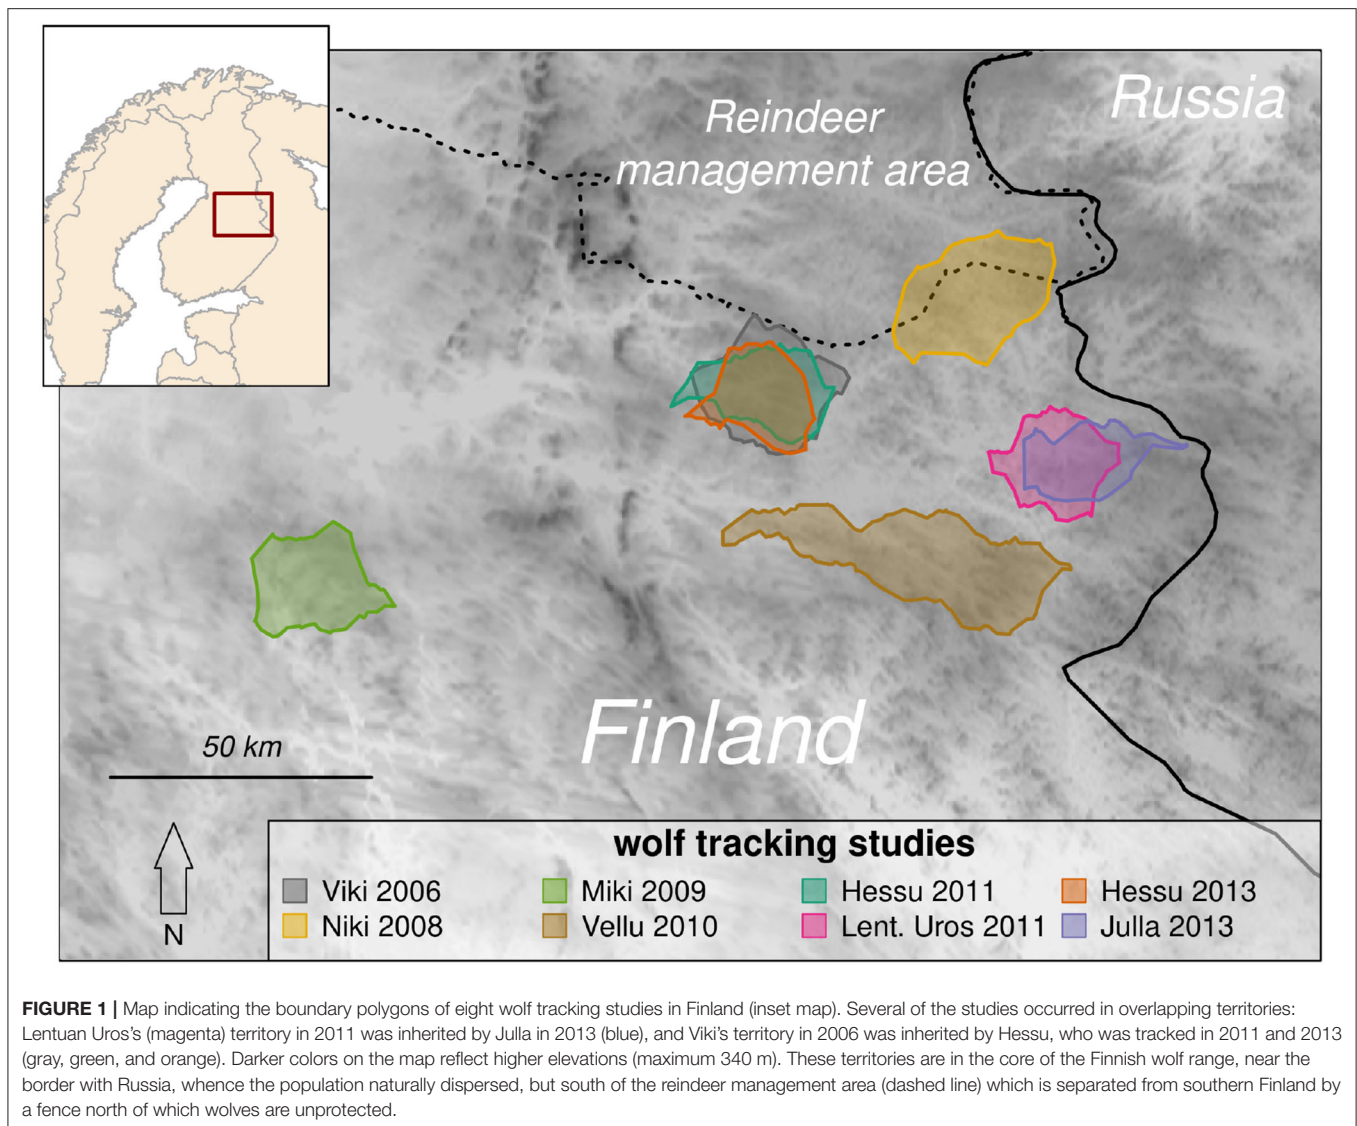 Russia
Reindeer
management area
Finland
50 km
N
wolf tracking studies
Viki 2006
Miki 2009
Hessu 2011
Hessu 2013
Niki 2008
Vellu 2010
Lent. Uros 2011
Julla 2013
FIGURE 1 | Map indicating the boundary polygons of eight wolf tracking studies in Finland (inset map). Several of the studies occurred in overlapping territories:
Lentuan Uros's (magenta) territory in 2011 was inherited by Julla in 2013 (blue), and Viki's territory in 2006 was inherited by Hessu, who was tracked in 2011 and 2013
(gray, green, and orange). Darker colors on the map reflect higher elevations (maximum 340 m). These territories are in the core of the Finnish wolf range, near the
border with Russia, whence the population naturally dispersed, but south of the reindeer management area (dashed line) which is separated from southern Finland by
a fence north of which wolves are unprotected.